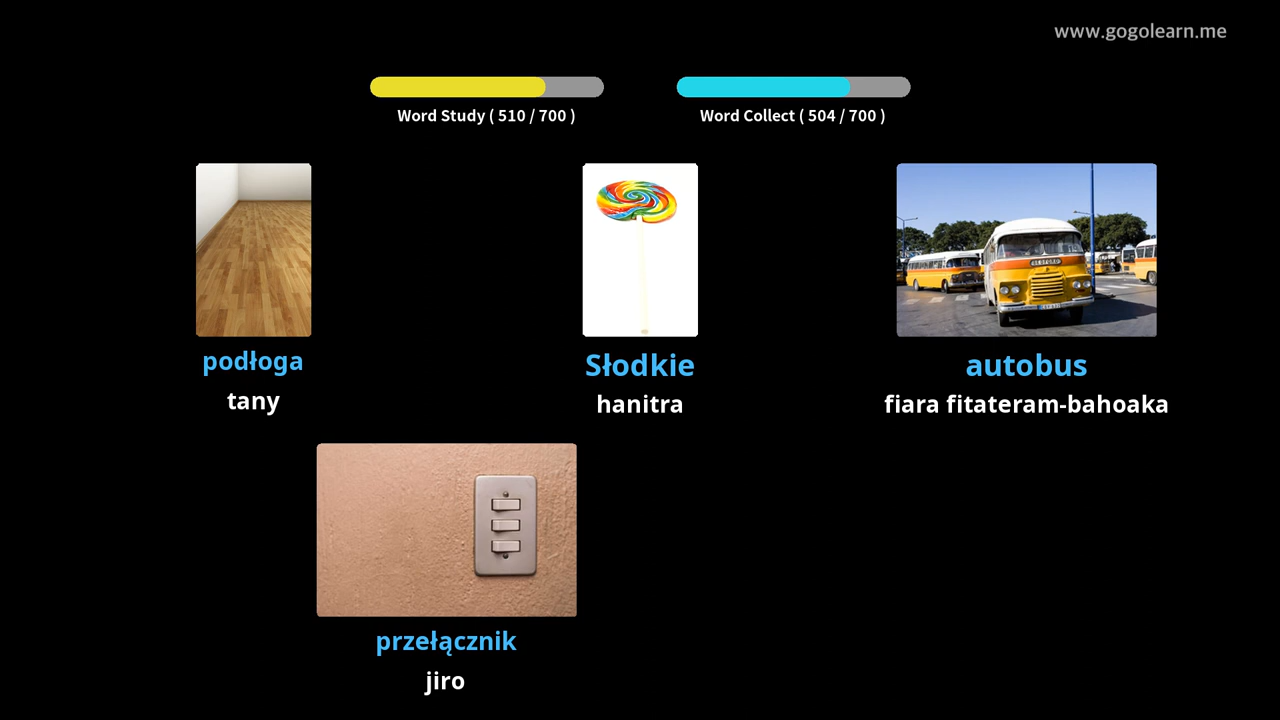 www.gogolearn.me
Word Study ( 510 / 700 )
Word Collect ( 504 / 700 )
podłoga
tany
Słodkie
hanitra
autobus
fiara fitateram-bahoaka
przełącznik
jiro